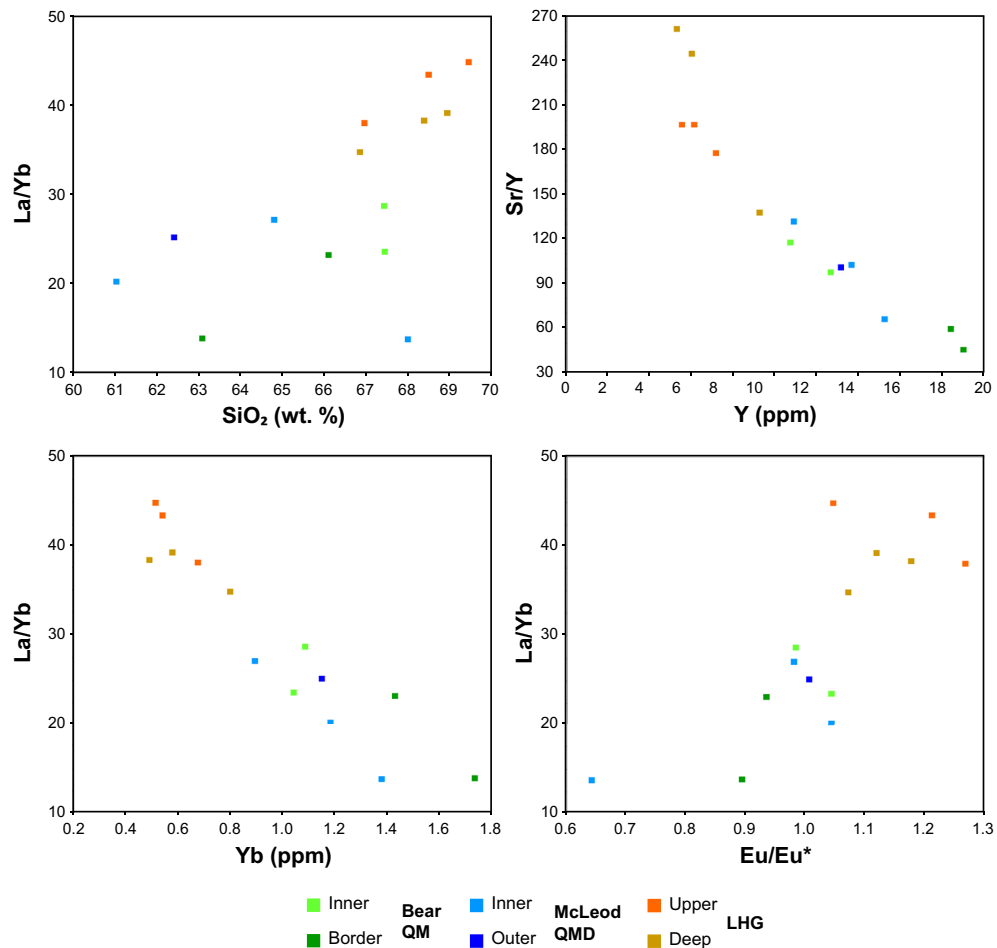 50
40
30
20
10
La/Yb
60 61 62 63 64 65 66 67 68 69 70
SiO₂ (wt. %)
270
240
210
180
150
120
90
60
30
Sr/Y
0 2 4 6 8 10 12 14 16 18 20
Y (ppm)
50
40
30
20
10
La/Yb
0.2 0.4 0.6 0.8 1.0 1.2 1.4 1.6 1.8
Yb (ppm)
50
40
30
20
10
La/Yb
0.6 0.7 0.8 0.9 1.0 1.1 1.2 1.3
Eu/Eu*
Inner
Border
Bear
QM
Inner
Outer
McLeod
QMD
Upper
Deep
LHG